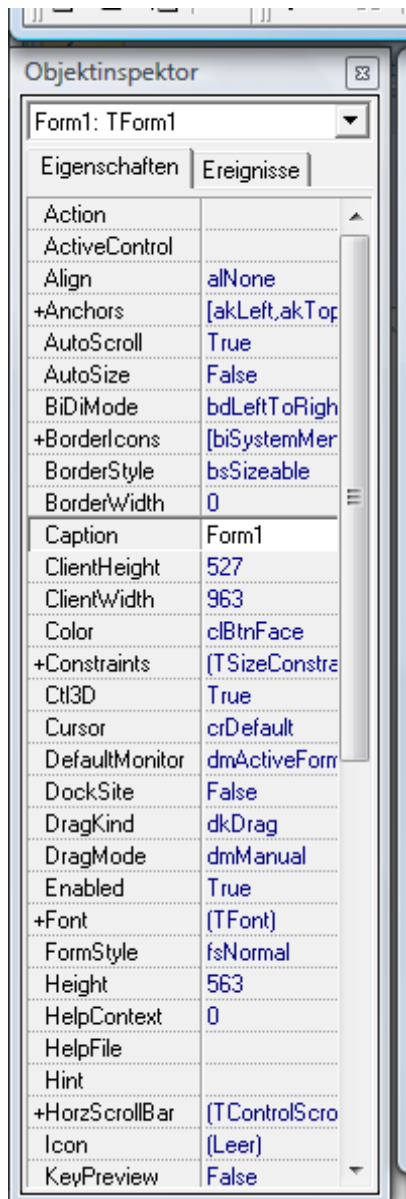 Objektinspektor
Form1: TForm1
Eigenschaften Ereignisse
Action
ActiveControl
Align alNone
+Anchors [akLeft,akTop
AutoScroll True
AutoSize False
BiDiMode bdLeftToRigh
+BorderIcons [biSystemMer
BorderStyle bsSizeable
BorderWidth 0
Caption Form1
ClientHeight 527
ClientWidth 963
Color clBtnFace
+Constraints (TSizeConstra
Ctl3D True
Cursor crDefault
DefaultMonitor dmActiveForm
DockSite False
DragKind dkDrag
DragMode dmManual
Enabled True
+Font (TFont)
FormStyle fsNormal
Height 563
HelpContext 0
HelpFile
Hint
+HorzScrollBar (TControlScro
Icon (Leer)
KeyPreview False